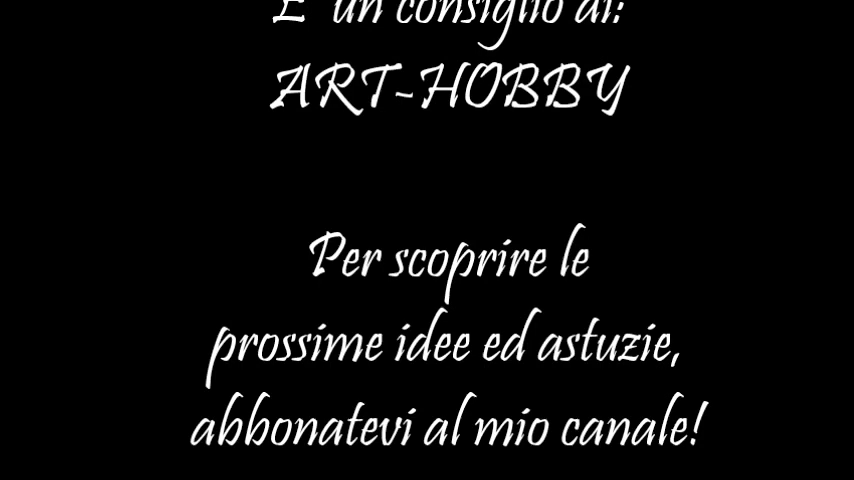 E' un consiglio di:
ART-HOBBY
Per scoprire le
prossime idee ed astuzie,
abbonatevi al mio canale!